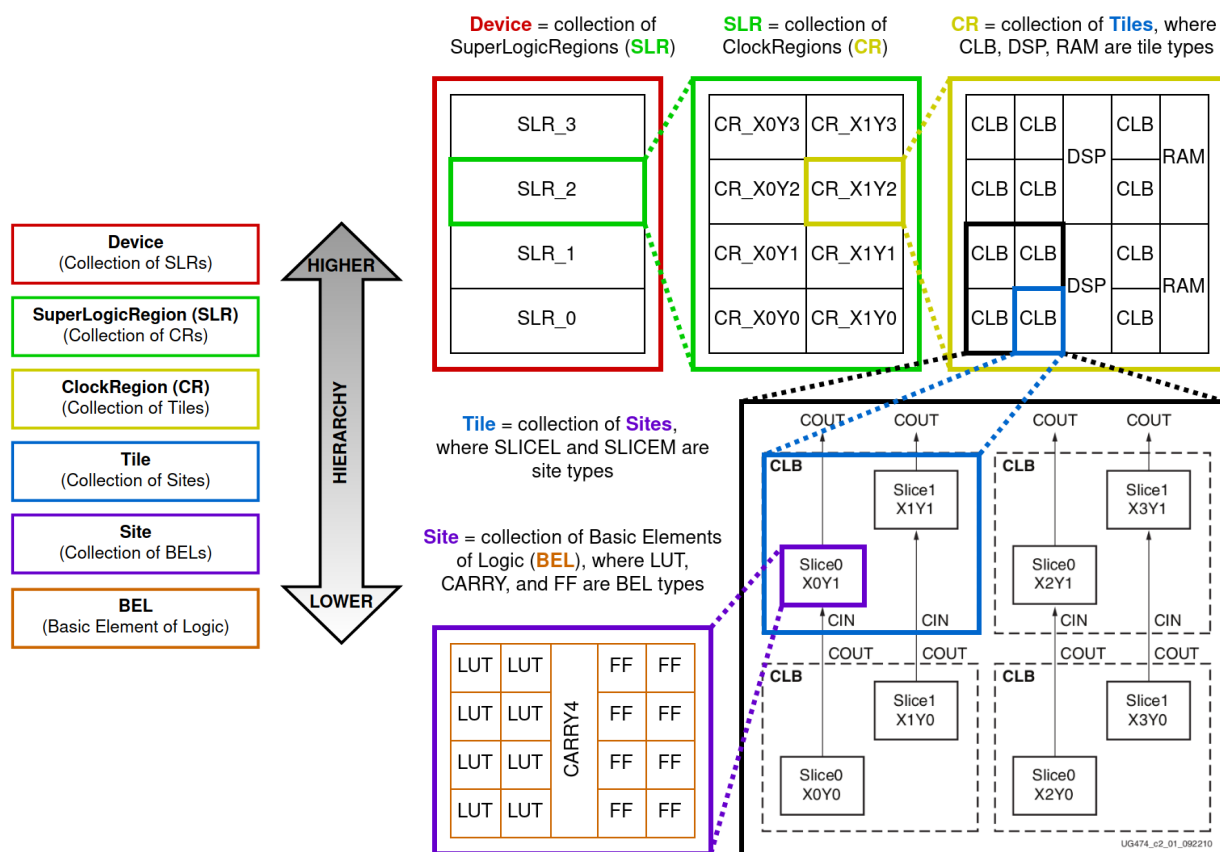 Device = collection of
SuperLogicRegions (SLR)
SLR = collection of
ClockRegions (CR)
CR = collection of Tiles, where
CLB, DSP, RAM are tile types
SLR_3
SLR_2
SLR_1
SLR_0
CR_X0Y3 CR_X1Y3
CR_X0Y2 CR_X1Y2
CR_X0Y1 CR_X1Y1
CR_X0Y0 CR_X1Y0
CLB CLB CLB
DSP RAM
CLB CLB CLB
CLB CLB CLB
DSP RAM
CLB CLB CLB
Device
(Collection of SLRs)
SuperLogicRegion (SLR)
(Collection of CRs)
ClockRegion (CR)
(Collection of Tiles)
Tile
(Collection of Sites)
Site
(Collection of BELs)
BEL
(Basic Element of Logic)
HIGHER
HIERARCHY
LOWER
Tile = collection of Sites,
where SLICEL and SLICEM are
site types
Site = collection of Basic Elements
of Logic (BEL), where LUT,
CARRY, and FF are BEL types
LUT LUT FF FF
LUT LUT FF FF
CARRY4
LUT LUT FF FF
LUT LUT FF FF
COUT COUT COUT COUT
CLB
Slice1
X1Y1
Slice0
X0Y1
CIN
COUT COUT
CLB
Slice1
X3Y1
Slice0
X2Y1
CIN CIN
COUT COUT
CLB
Slice1
X1Y0
Slice0
X0Y0
CLB
Slice1
X3Y0
Slice0
X2Y0
UG474_c2_01_092210